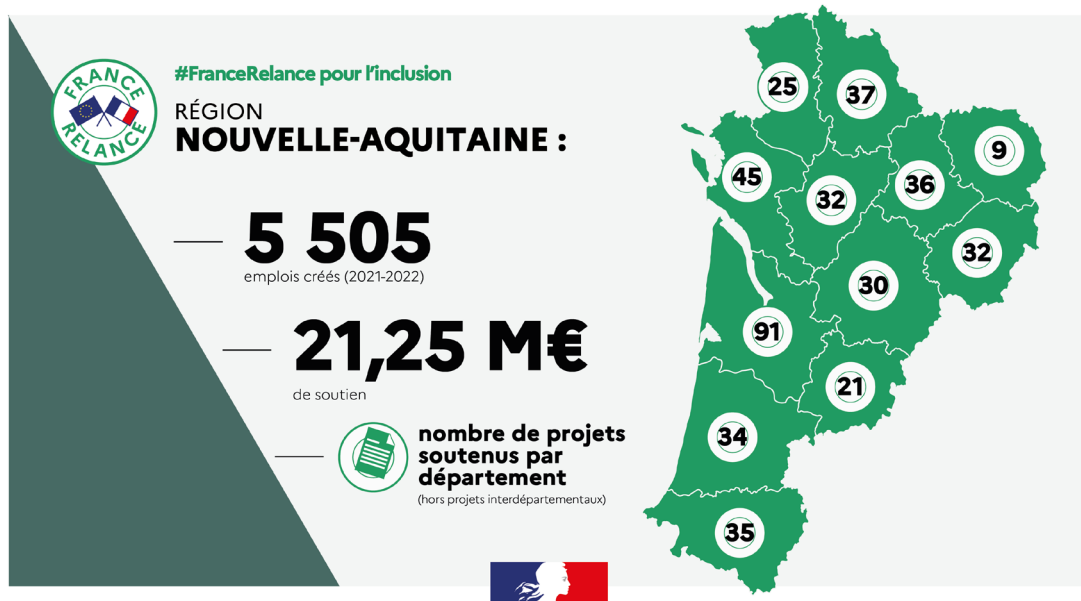 FRANCE
RELANCE
#FranceRelance pour l'inclusion
RÉGION
NOUVELLE-AQUITAINE :
5 505
emplois créés (2021-2022)
21,25 M€
de soutien
nombre de projets
soutenus par
département
(hors projets interdépartementaux)
25
37
9
45
32
36
32
30
91
21
34
35